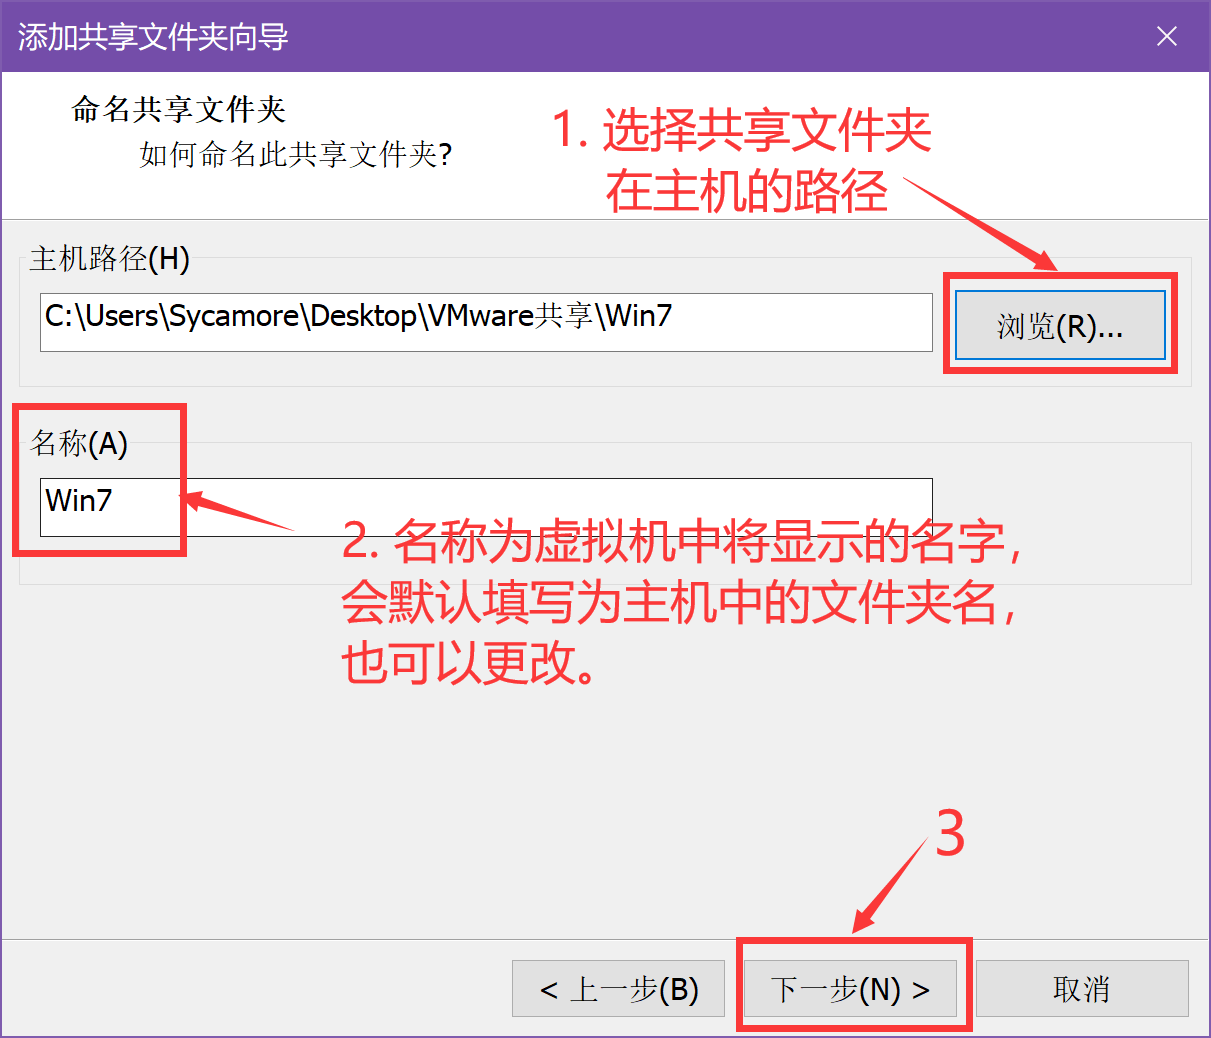 添加共享文件夹向导
命名共享文件夹
如何命名此共享文件夹?
1. 选择共享文件夹
在主机的路径
主机路径(H)
C:\Users\Sycamore\Desktop\VMware共享\Win7
浏览(R)...
名称(A)
Win7
2. 名称为虚拟机中将显示的名字，
会默认填写为主机中的文件夹名，
也可以更改。
3
< 上一步(B)
下一步(N) >
取消